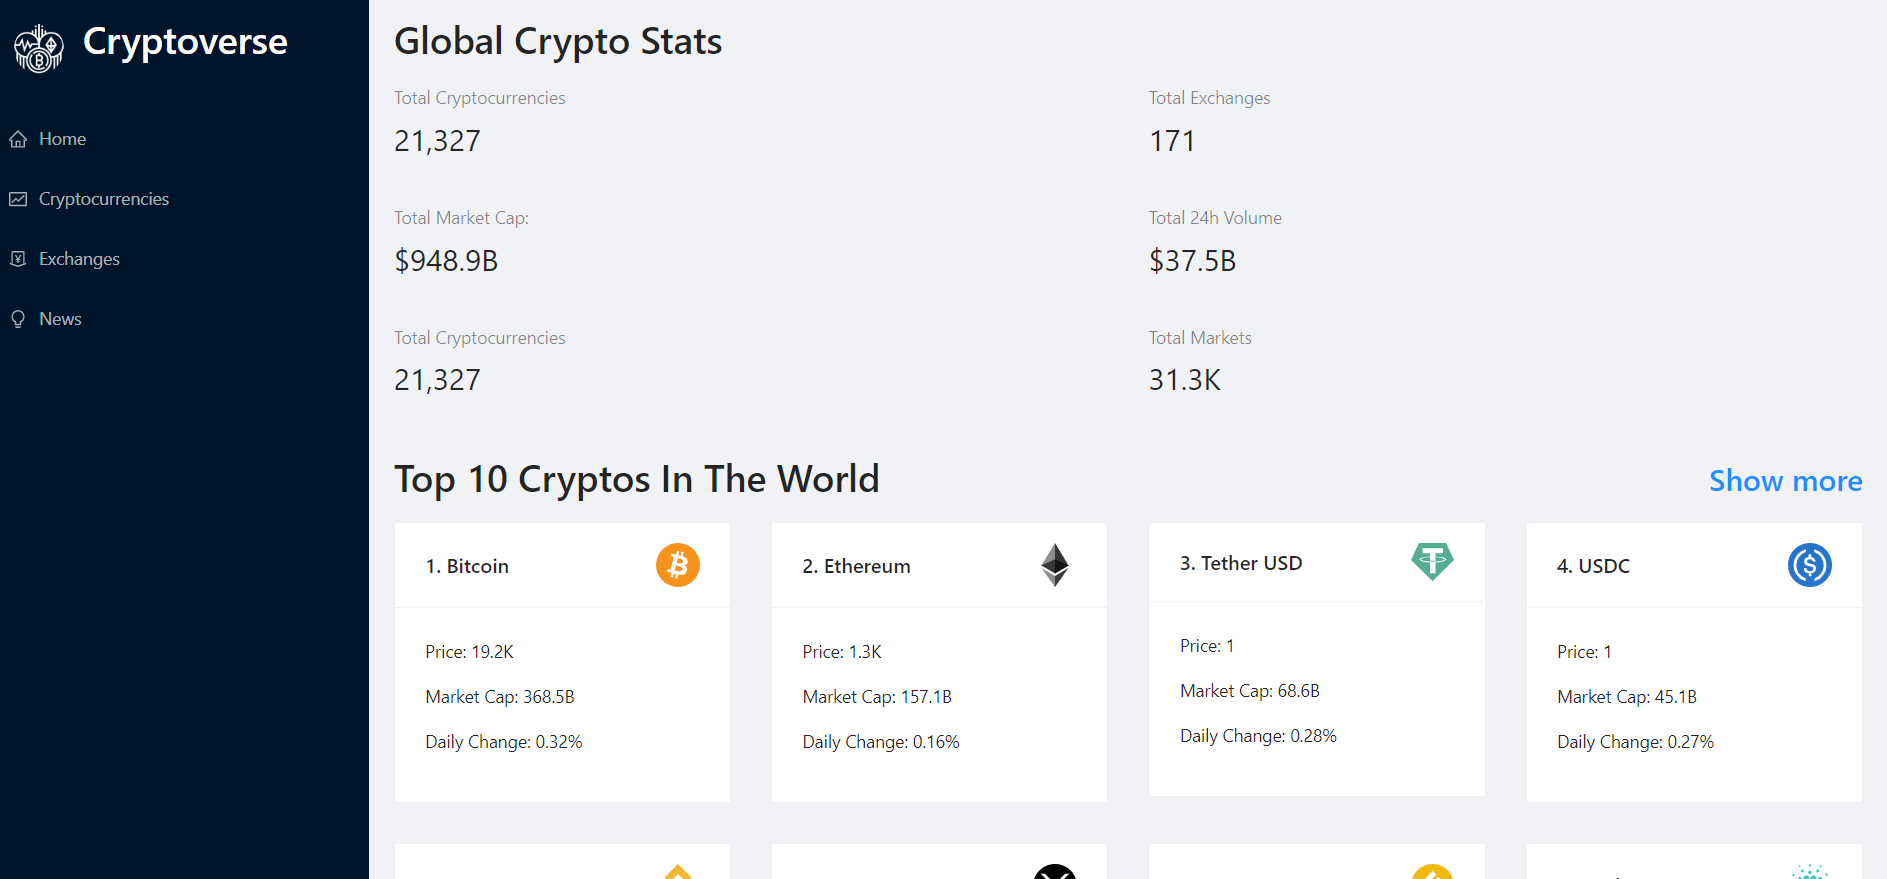 Cryptoverse
Home
Cryptocurrencies
Exchanges
News
Global Crypto Stats
Total Cryptocurrencies
21,327
Total Exchanges
171
Total Market Cap:
$948.9B
Total 24h Volume
$37.5B
Total Cryptocurrencies
21,327
Total Markets
31.3K
Top 10 Cryptos In The World
Show more
1. Bitcoin
Price: 19.2K
Market Cap: 368.5B
Daily Change: 0.32%
2. Ethereum
Price: 1.3K
Market Cap: 157.1B
Daily Change: 0.16%
3. Tether USD
Price: 1
Market Cap: 68.6B
Daily Change: 0.28%
4. USDC
Price: 1
Market Cap: 45.1B
Daily Change: 0.27%